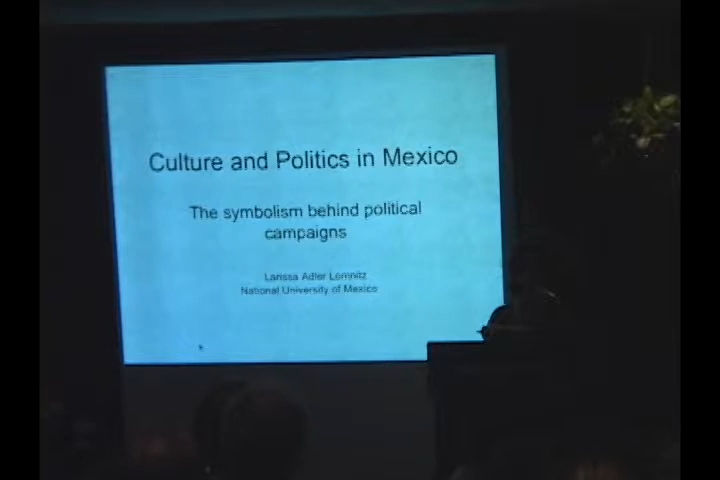 Culture and Politics in Mexico
The symbolism behind political
campaigns
Larissa Adler Lomnitz
National University of Mexico